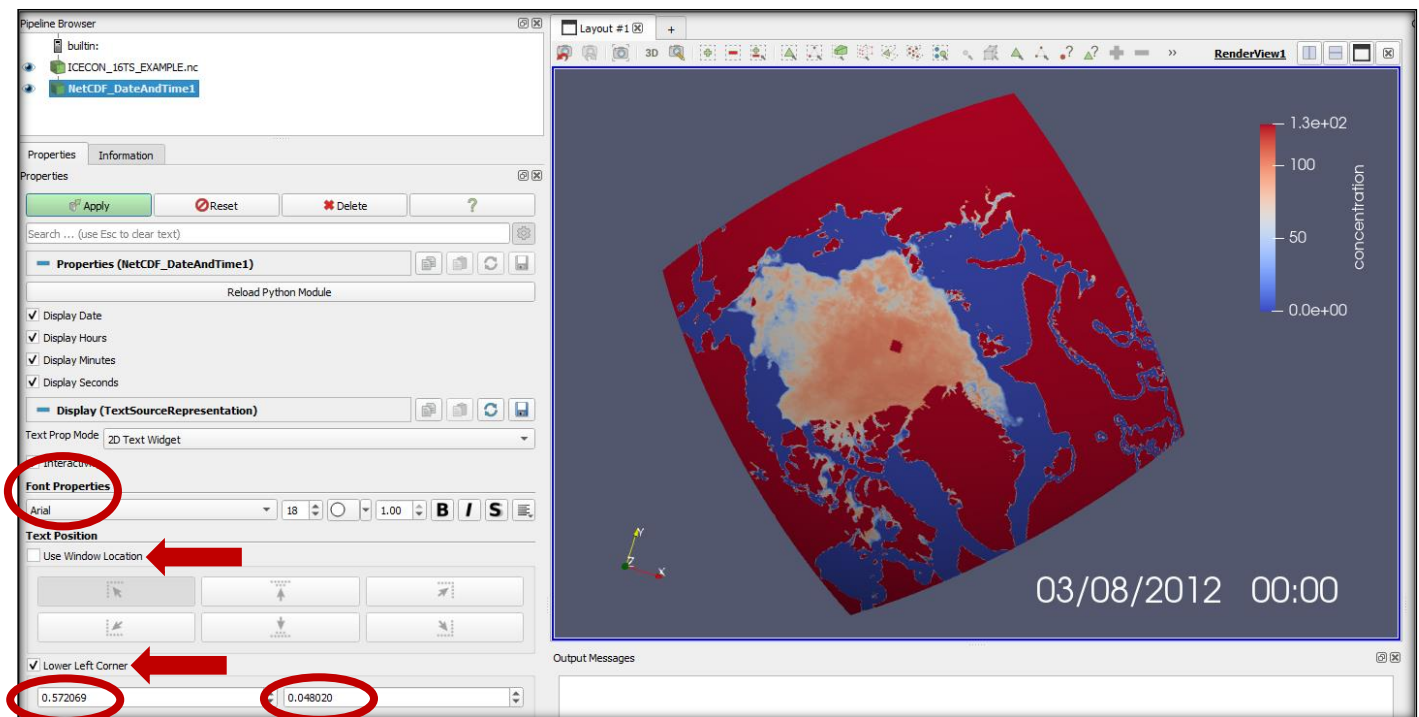 Pipeline Browser
builtin:
ICECON_16TS_EXAMPLE.nc
NetCDF_DateAndTime1
Properties Information
Properties
Apply Reset Delete ?
Search ... (use Esc to clear text)
Properties (NetCDF_DateAndTime1)
Reload Python Module
Display Date
Display Hours
Display Minutes
Display Seconds
Display (TextSourceRepresentation)
Text Prop Mode 2D Text Widget
Font Properties
Arial 18 1.00 B I S
Text Position
Use Window Location
Lower Left Corner
0.572069 0.048020
Layout #1 +
3D RenderView1
1.3e+02
100
50
0.0e+00
concentration
Y
Z
X
03/08/2012 00:00
Output Messages